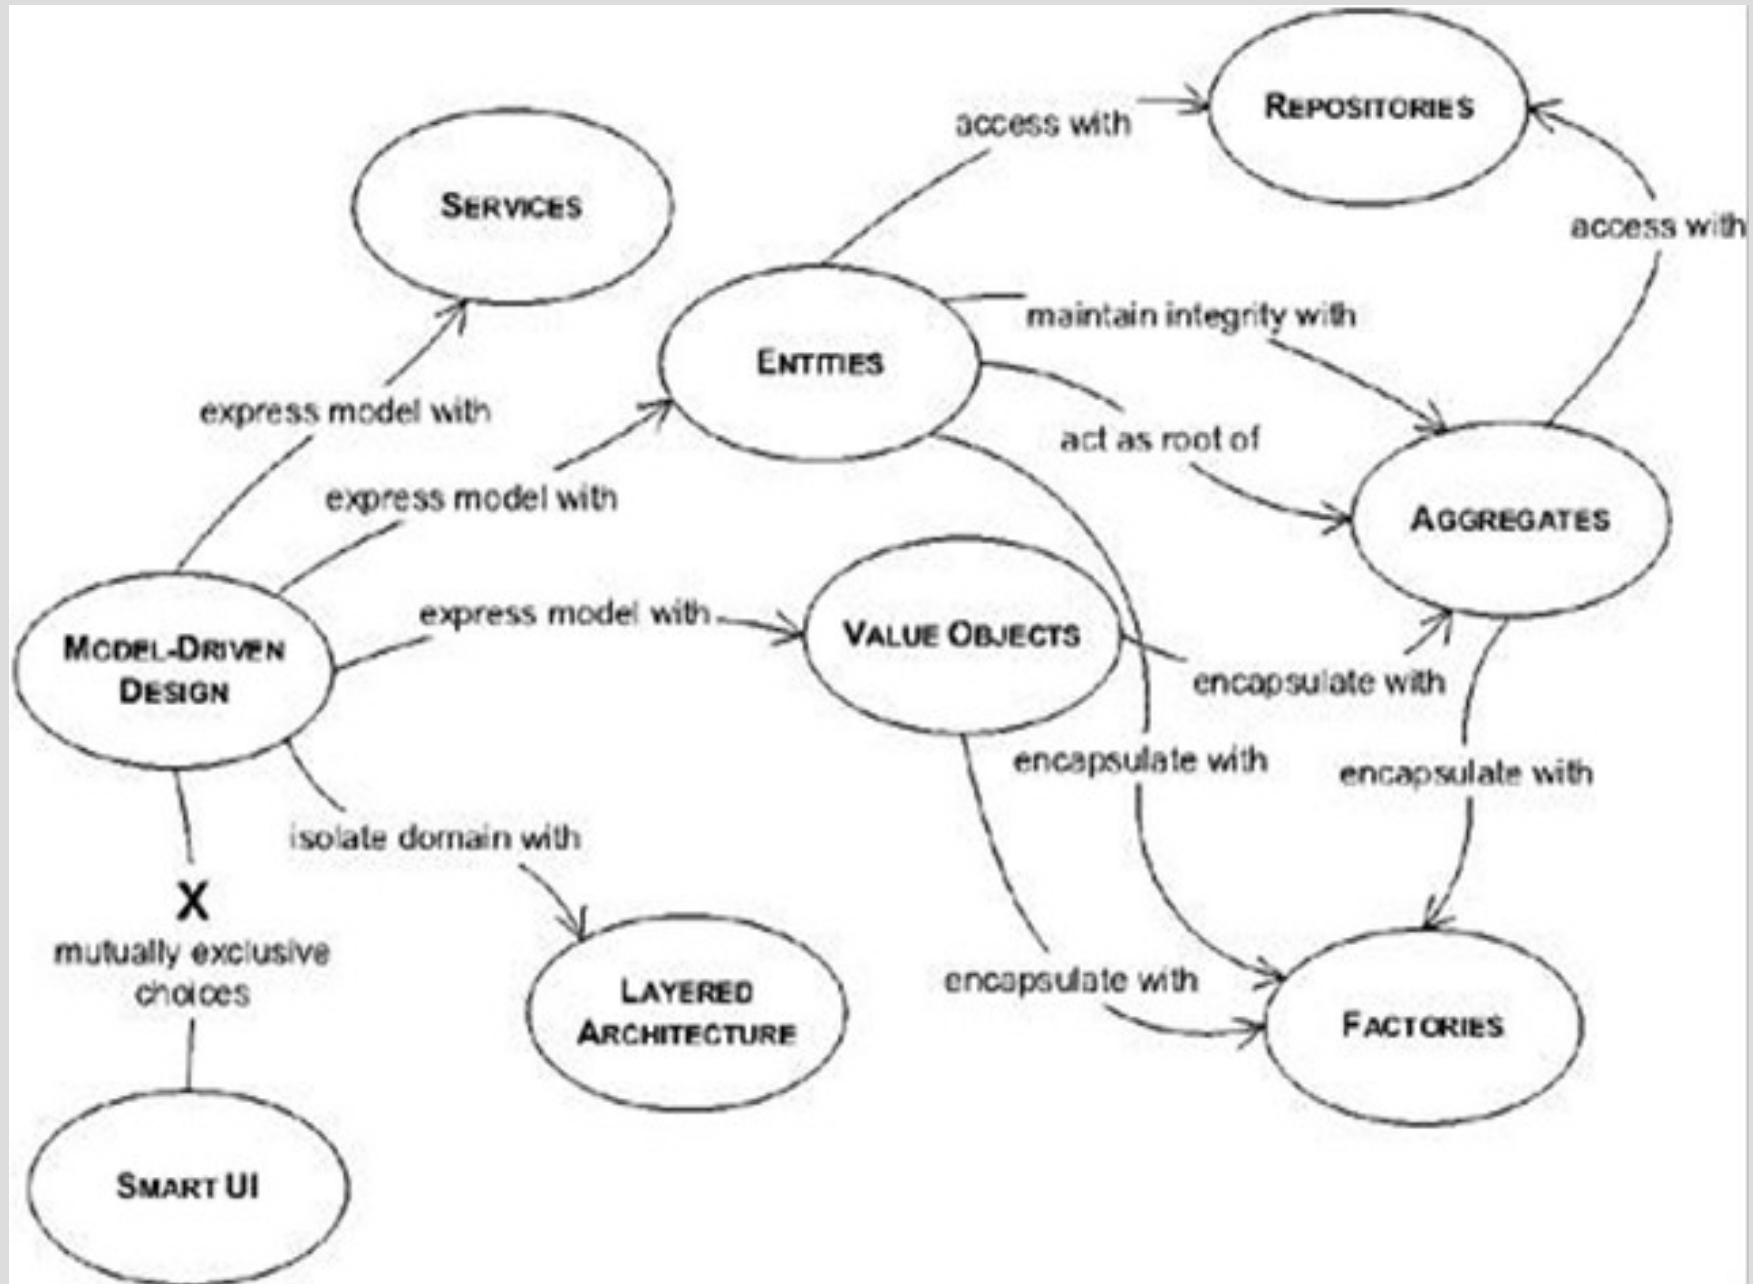 REPOSITORIES
access with
SERVICES
access with
maintain integrity with
ENTITIES
express model with
act as root of
express model with
AGGREGATES
express model with
VALUE OBJECTS
MODEL-DRIVEN
DESIGN
encapsulate with
encapsulate with
encapsulate with
isolate domain with
X
mutually exclusive
choices
encapsulate with
LAYERED
ARCHITECTURE
FACTORIES
SMART UI